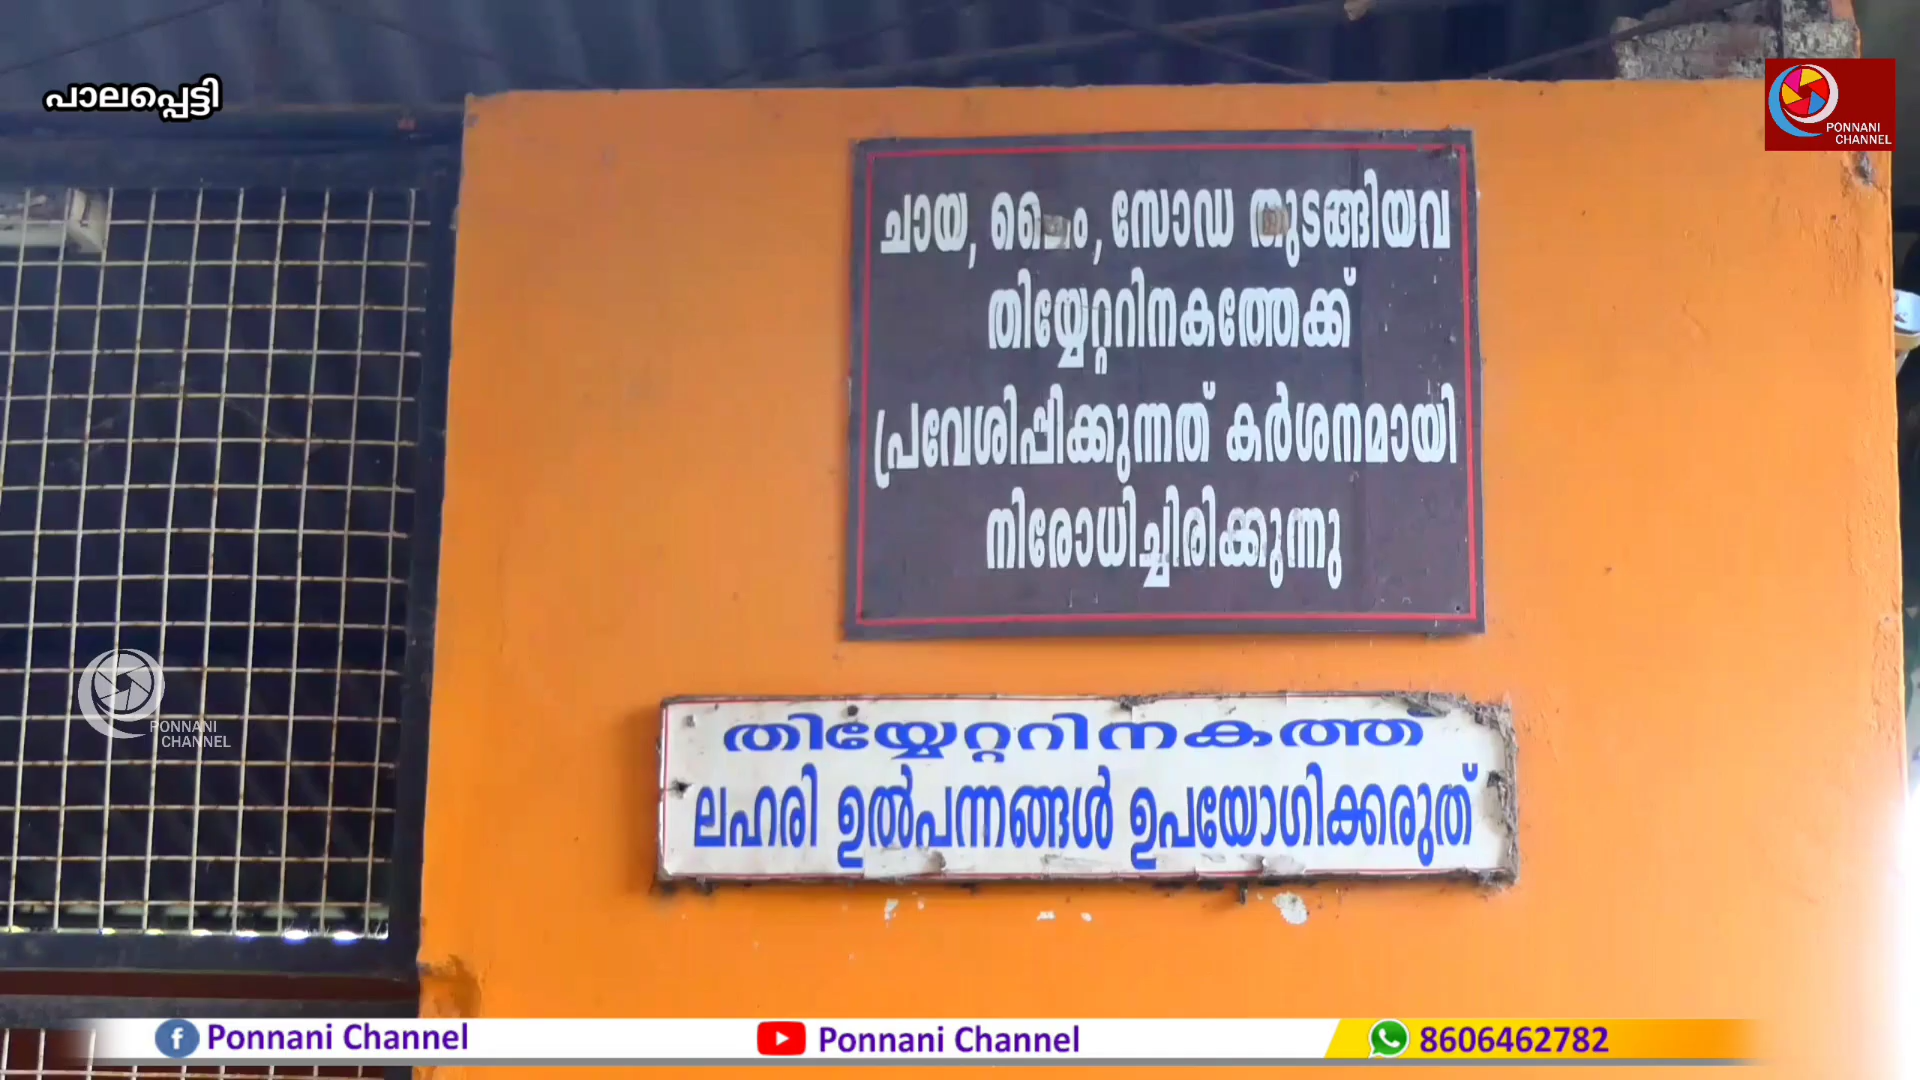 പാലപ്പെട്ടി
PONNANI
CHANNEL
ചായ, ലൈം, സോഡ തുടങ്ങിയവ
തിയ്യേറ്ററിനകത്തേക്ക്
പ്രവേശിപ്പിക്കുന്നത് കർശനമായി
നിരോധിച്ചിരിക്കുന്നു
തിയ്യേറ്ററിനകത്ത്
ലഹരി ഉൽപന്നങ്ങൾ ഉപയോഗിക്കരുത്
PONNANI
CHANNEL
Ponnani Channel
Ponnani Channel
8606462782